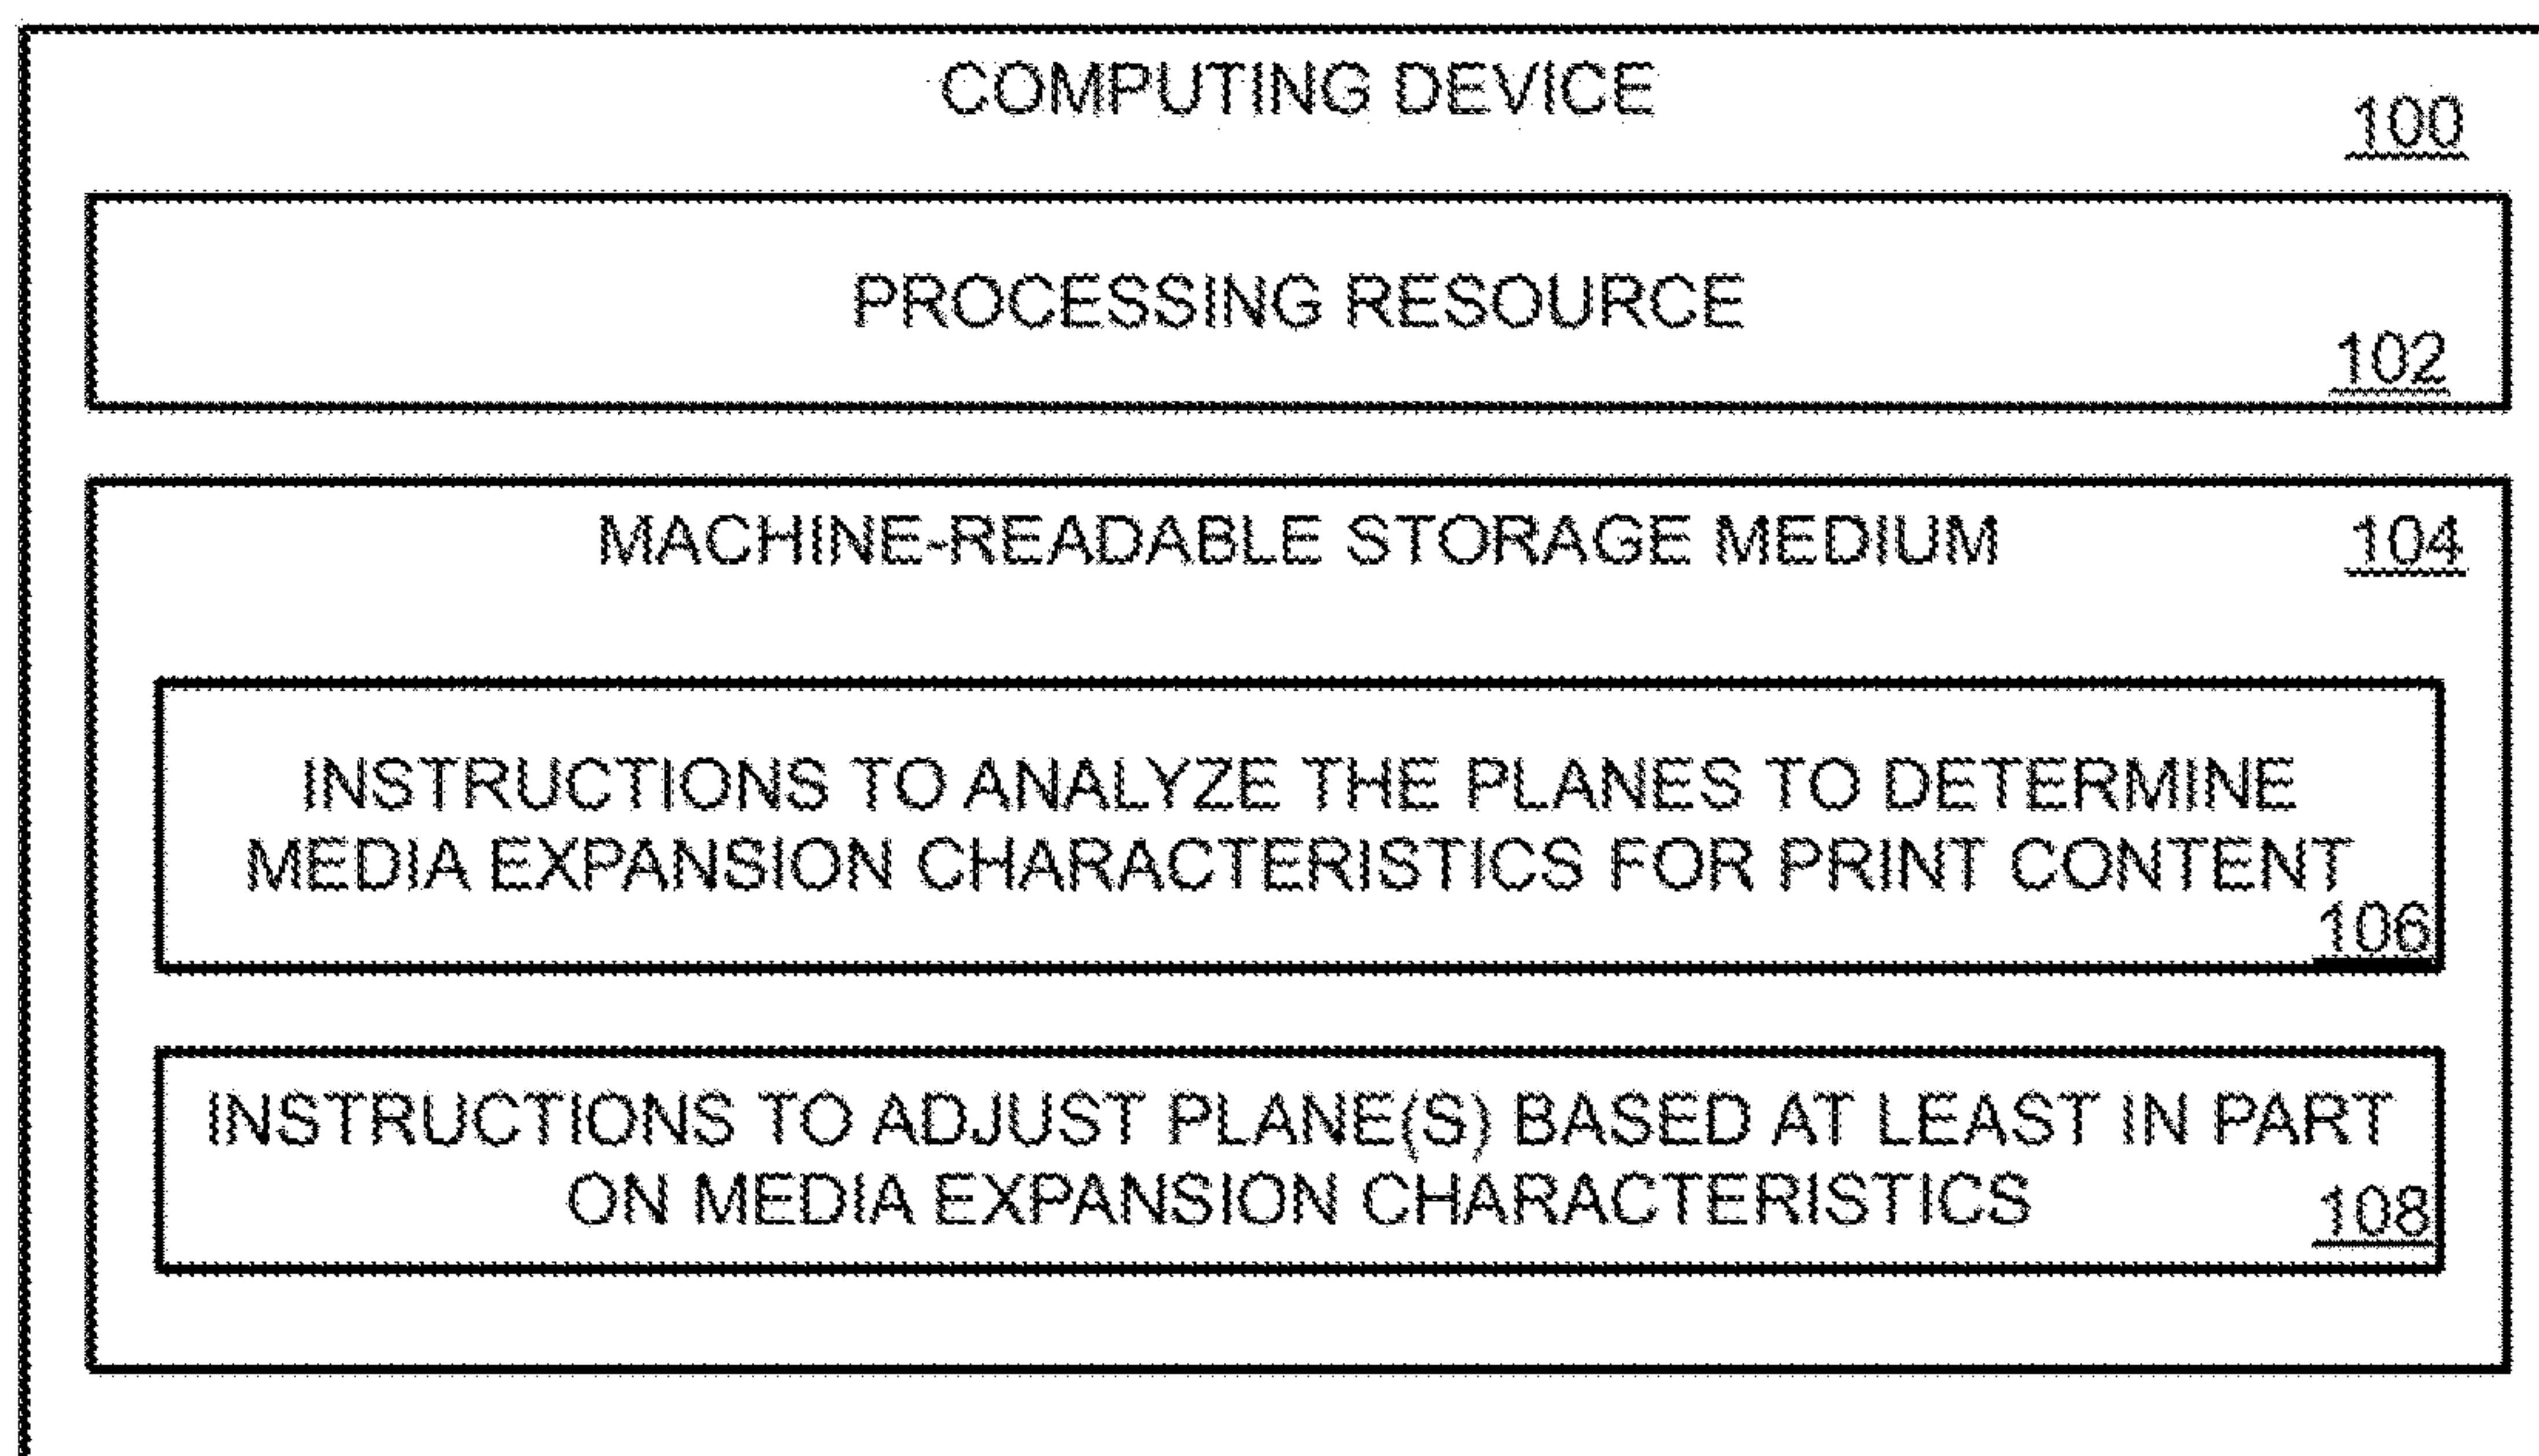 COMPUTING DEVICE
100
PROCESSING RESOURCE
102
MACHINE-READABLE STORAGE MEDIUM
104
INSTRUCTIONS TO ANALYZE THE PLANES TO DETERMINE
MEDIA EXPANSION CHARACTERISTICS FOR PRINT CONTENT
106
INSTRUCTIONS TO ADJUST PLANE(S) BASED AT LEAST IN PART
ON MEDIA EXPANSION CHARACTERISTICS
108